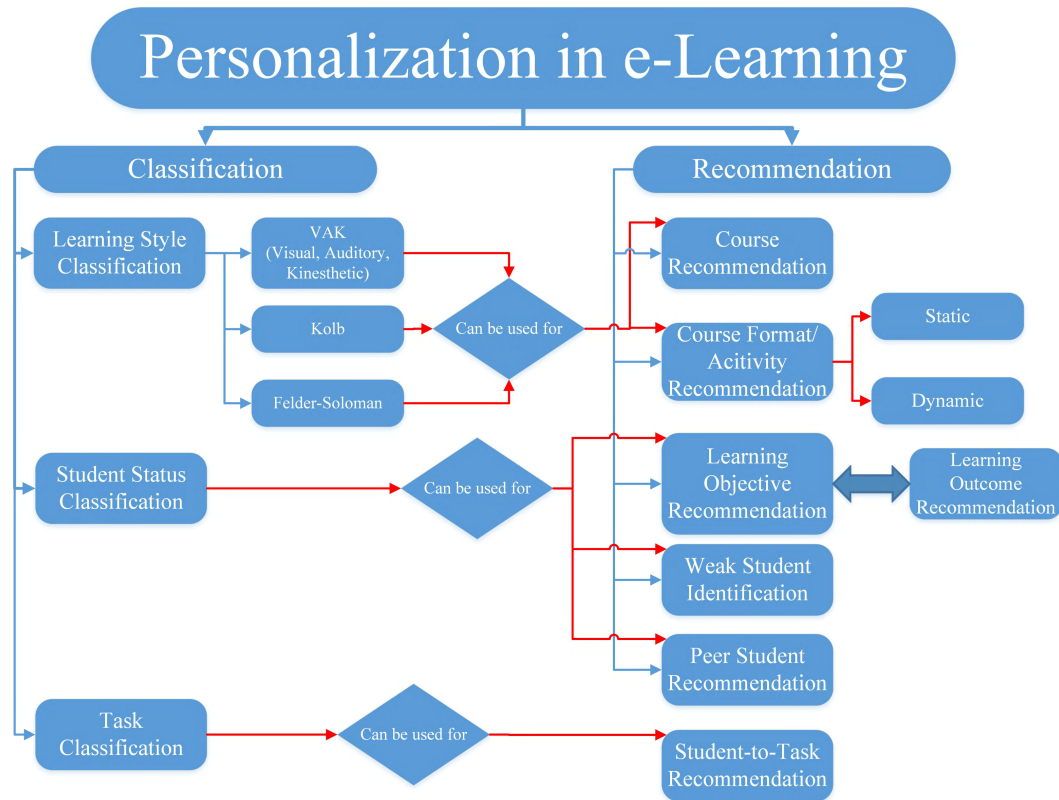 Personalization in e-Learning
Classification
Recommendation
Learning Style
Classification
VAK
(Visual, Auditory,
Kinesthetic)
Kolb
Felder-Soloman
Can be used for
Course
Recommendation
Course Format/
Acitivity
Recommendation
Static
Dynamic
Student Status
Classification
Can be used for
Learning
Objective
Recommendation
Learning
Outcome
Recommendation
Weak Student
Identification
Peer Student
Recommendation
Task
Classification
Can be used for
Student-to-Task
Recommendation